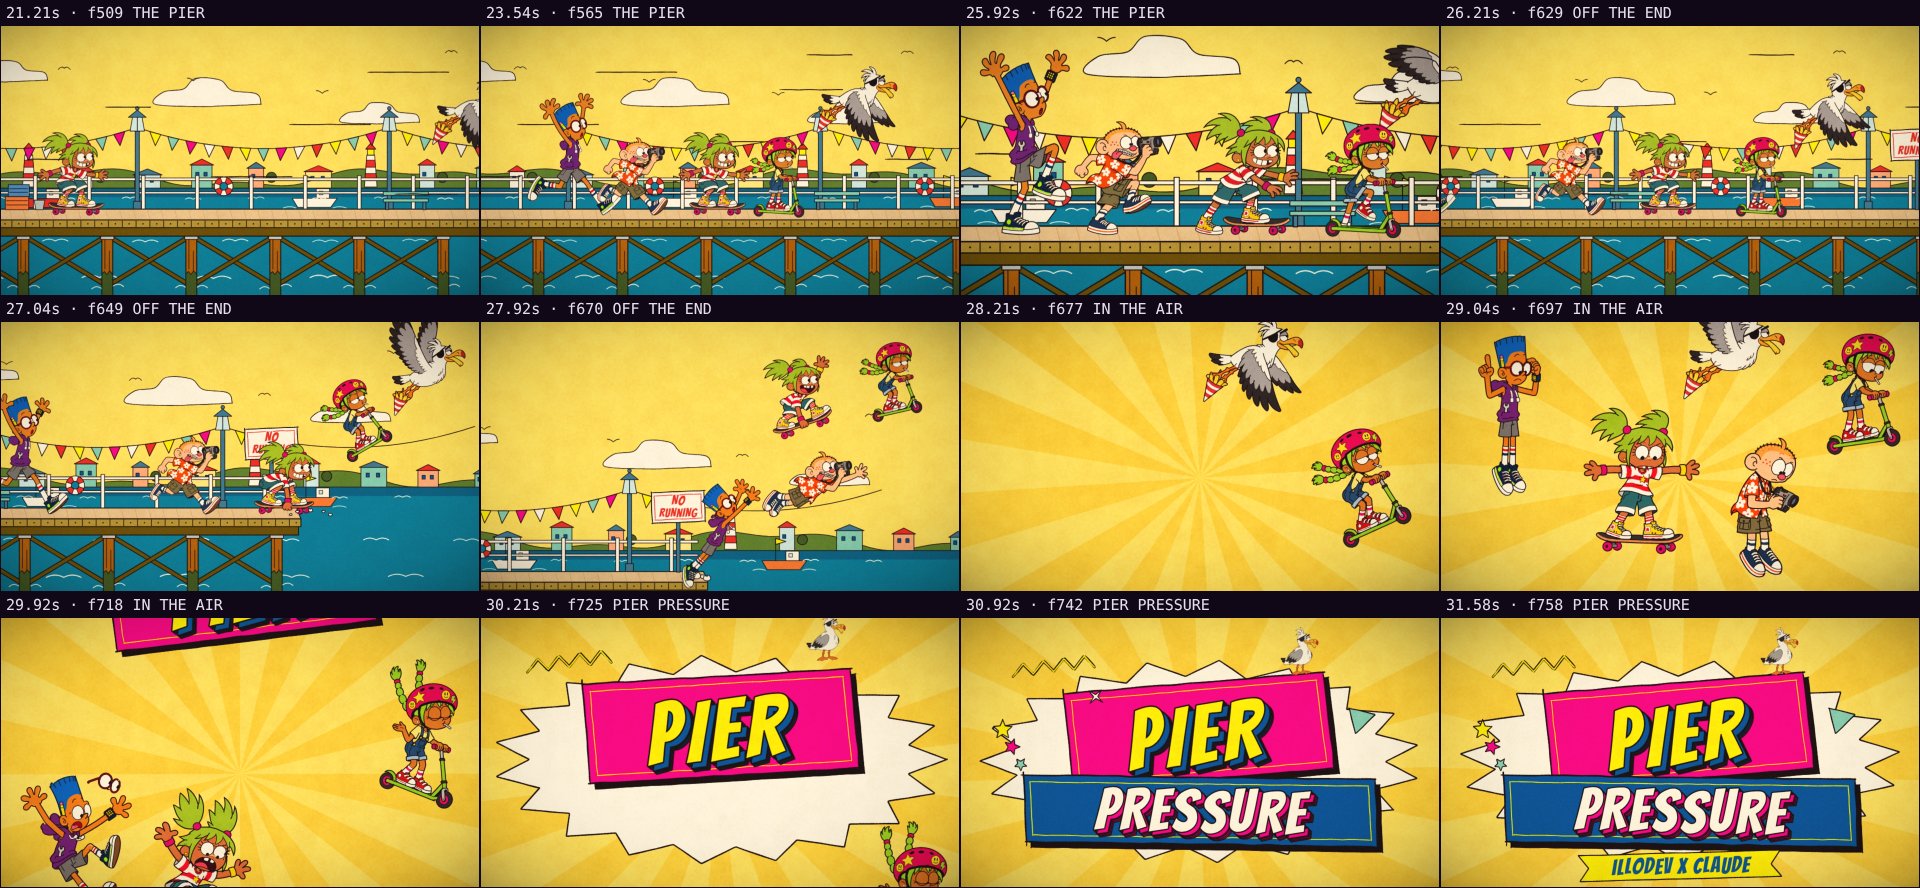 21.21s · f509 THE PIER
23.54s · f565 THE PIER
25.92s · f622 THE PIER
26.21s · f629 OFF THE END
27.04s · f649 OFF THE END
NO
27.92s · f670 OFF THE END
NO
RUNNING
28.21s · f677 IN THE AIR
29.04s · f697 IN THE AIR
29.92s · f718 IN THE AIR
30.21s · f725 PIER PRESSURE
PIER
30.92s · f742 PIER PRESSURE
PIER
PRESSURE
31.58s · f758 PIER PRESSURE
PIER
PRESSURE
ILLODEV X CLAUDE